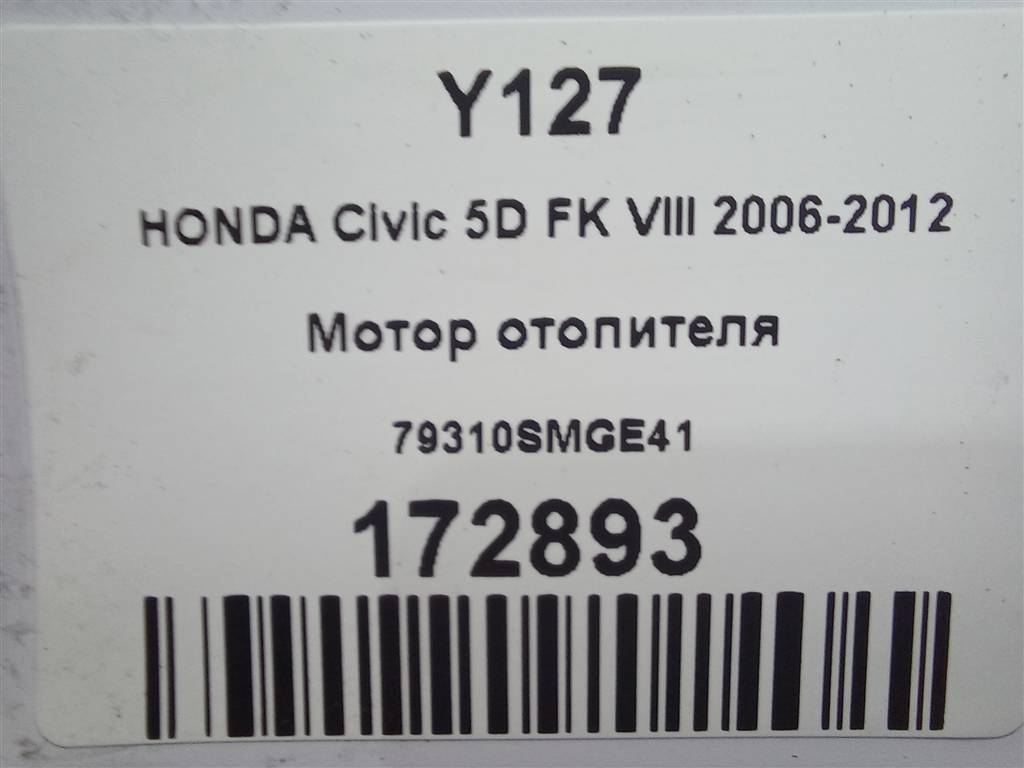 Y127
HONDA Civic 5D FK VIII 2006-2012
Мотор отопителя
79310SMGE41
172893